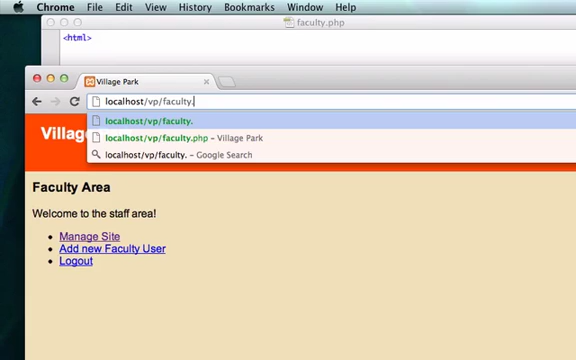 Chrome File Edit View History Bookmarks Window Help
faculty.php
<html>
Village Park
localhost/vp/faculty.
localhost/vp/faculty.
localhost/vp/faculty.php – Village Park
localhost/vp/faculty. – Google Search
Faculty Area
Welcome to the staff area!
Manage Site
Add new Faculty User
Logout